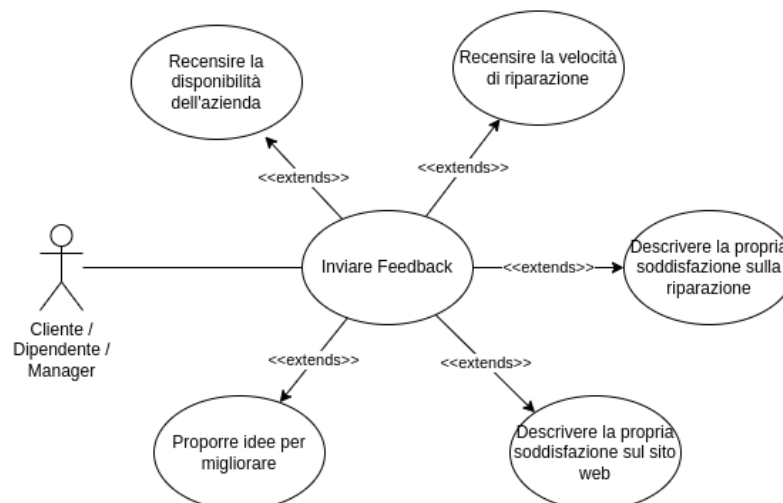 Recensire la
disponibilità
dell'azienda
Recensire la velocità
di riparazione
<<extends>>
<<extends>>
Cliente /
Dipendente /
Manager
Inviare Feedback
<<extends>>
Descrivere la propria
soddisfazione sulla
riparazione
<<extends>>
<<extends>>
Proporre idee per
migliorare
Descrivere la propria
soddisfazione sul sito
web